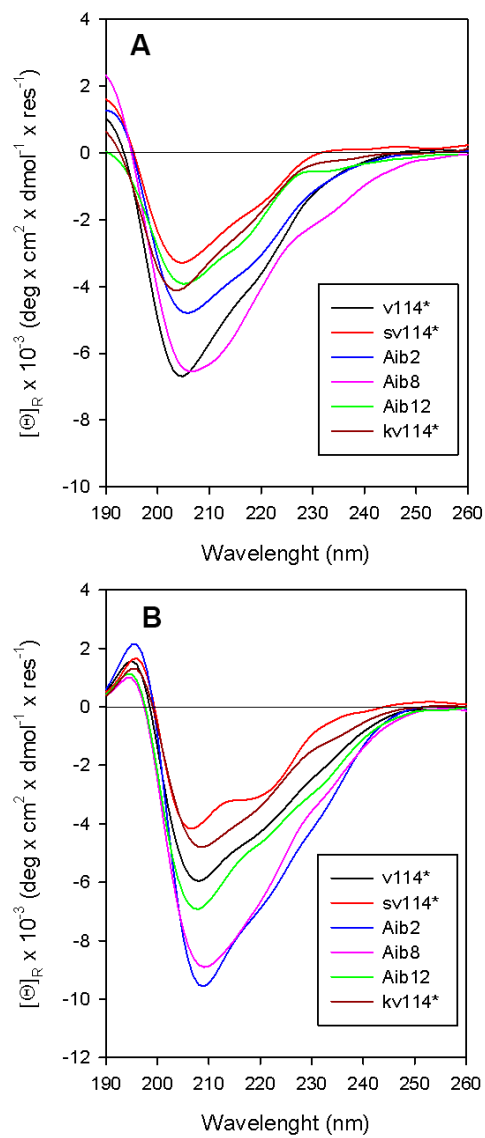 A
4
2
0
-2
-4
-6
-8
-10
[Θ]R x 10-3 (deg x cm2 x dmol-1 x res-1)
v114*
sv114*
Aib2
Aib8
Aib12
kv114*
190 200 210 220 230 240 250 260
Wavelenght (nm)
B
4
2
0
-2
-4
-6
-8
-10
-12
[Θ]R x 10-3 (deg x cm2 x dmol-1 x res-1)
v114*
sv114*
Aib2
Aib8
Aib12
kv114*
190 200 210 220 230 240 250 260
Wavelenght (nm)